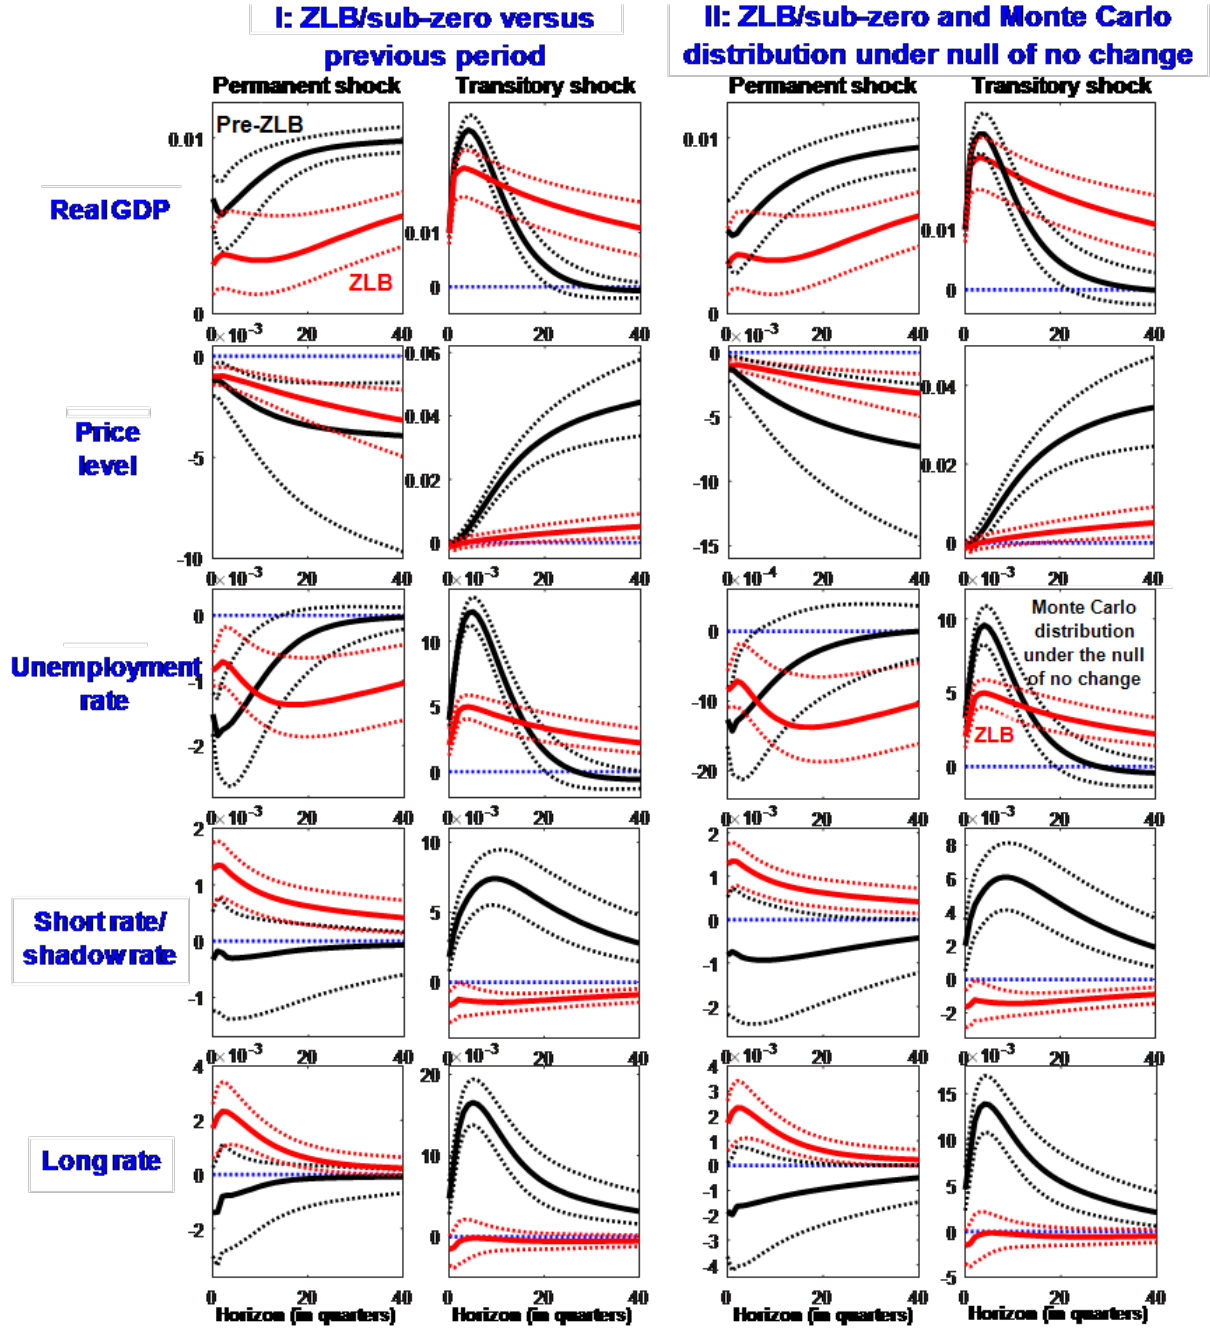 I: ZLB/sub-zero versus
previous period
II: ZLB/sub-zero and Monte Carlo
distribution under null of no change
Permanent shock
Transitory shock
Permanent shock
Transitory shock
Real GDP
Pre-ZLB
ZLB
0.01
0
0.01
0
0.01
0
0.01
0
0 20 40
0 20 40
0 20 40
0 20 40
Price
level
× 10⁻³
0
-5
-10
0.06
0.04
0.02
0
× 10⁻³
0
-5
-10
-15
0.04
0.02
0
0 20 40
0 20 40
0 20 40
0 20 40
Unemployment
rate
× 10⁻³
0
-1
-2
× 10⁻³
10
5
0
× 10⁻⁴
0
-10
-20
× 10⁻³
10
5
0
Monte Carlo
distribution
under the null
of no change
ZLB
0 20 40
0 20 40
0 20 40
0 20 40
Short rate/
shadow rate
× 10⁻³
2
1
0
-1
× 10⁻³
10
5
0
× 10⁻³
2
1
0
-1
-2
× 10⁻³
8
6
4
2
0
-2
0 20 40
0 20 40
0 20 40
0 20 40
Long rate
× 10⁻³
4
2
0
-2
× 10⁻³
20
10
0
× 10⁻³
4
3
2
1
0
-1
-2
-3
-4
× 10⁻³
15
10
5
0
-5
0 20 40
0 20 40
0 20 40
0 20 40
Horizon (in quarters)
Horizon (in quarters)
Horizon (in quarters)
Horizon (in quarters)